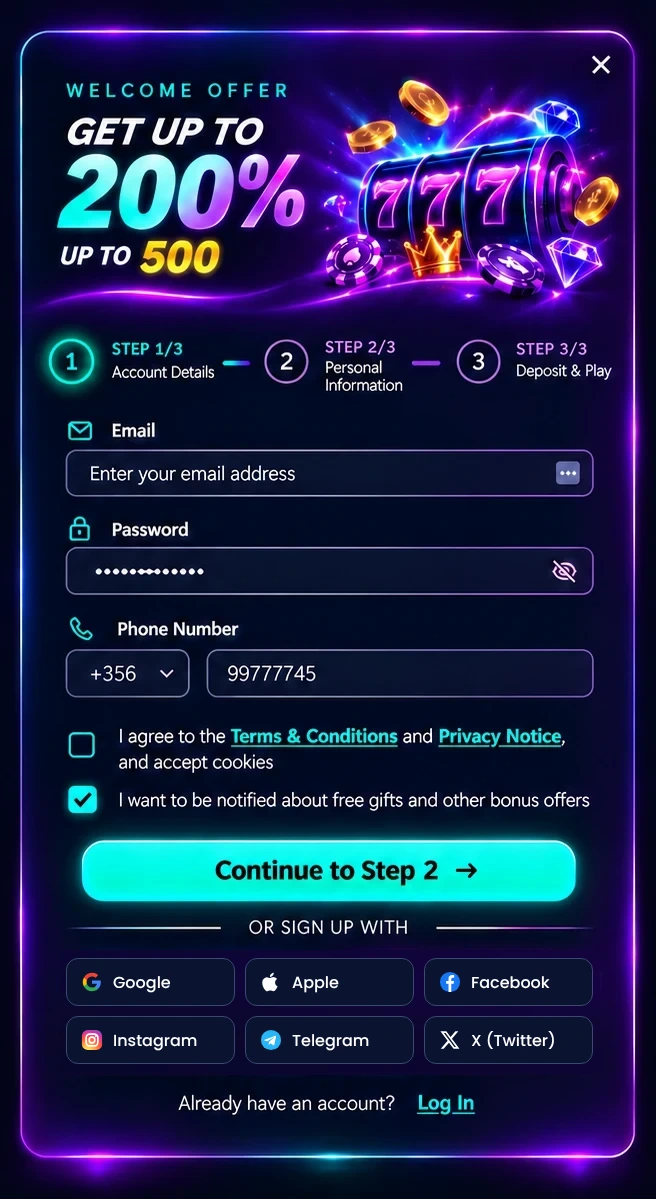 WELCOME OFFER
GET UP TO
200%
UP TO 500
7 7 7
1
STEP 1/3
Account Details
2
STEP 2/3
Personal
Information
3
STEP 3/3
Deposit & Play
Email
Enter your email address
Password
Phone Number
+356
99777745
I agree to the Terms & Conditions and Privacy Notice,
and accept cookies
I want to be notified about free gifts and other bonus offers
Continue to Step 2 →
OR SIGN UP WITH
Google
Apple
Facebook
Instagram
Telegram
X (Twitter)
Already have an account? Log In